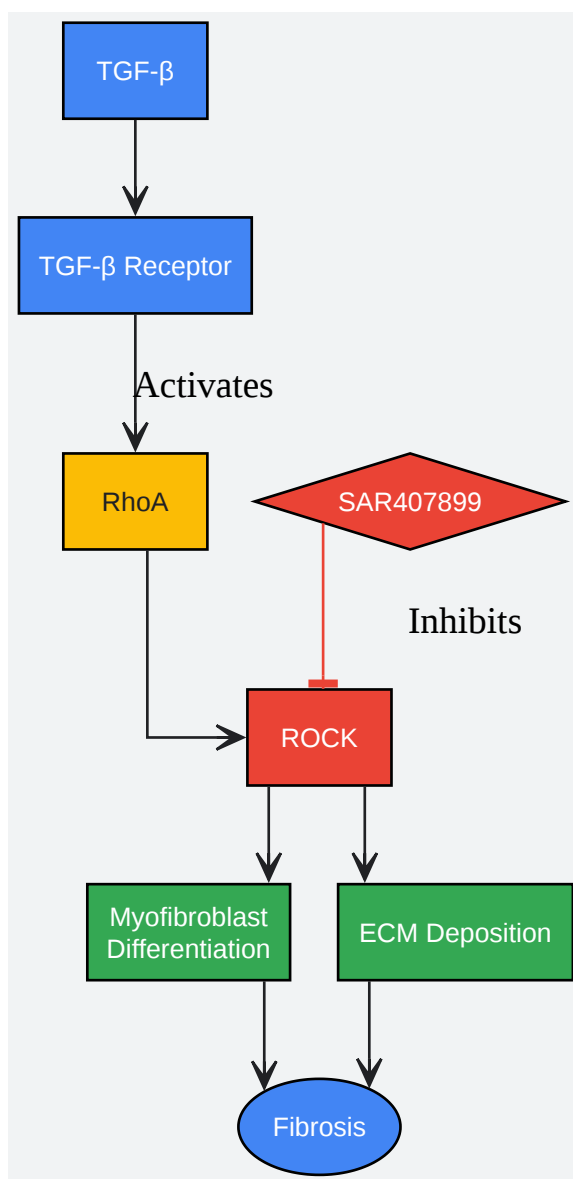 TGF-β
TGF-β Receptor
Activates
RhoA
SAR407899
Inhibits
ROCK
Myofibroblast
Differentiation
ECM Deposition
Fibrosis